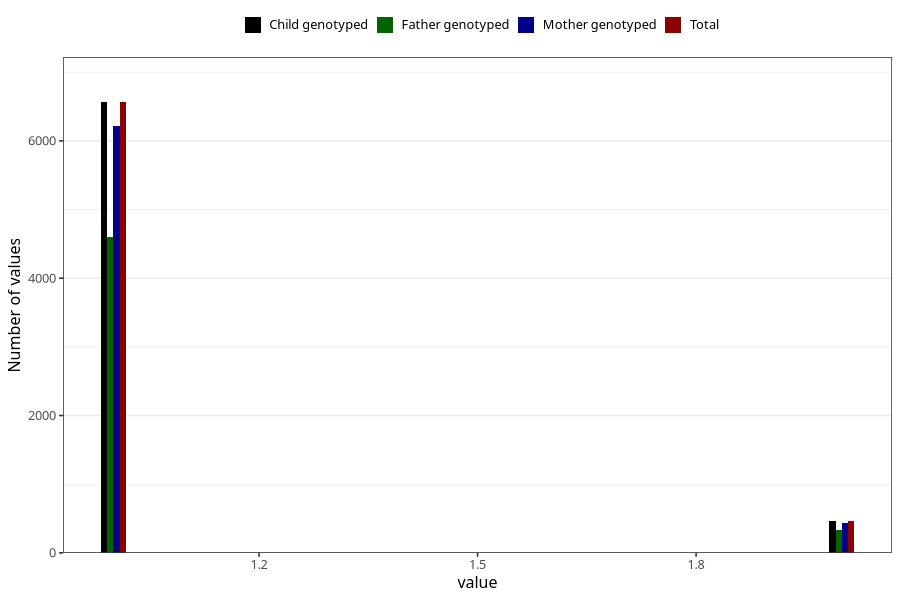 Child genotyped Father genotyped Mother genotyped Total
Number of values
6000
4000
2000
0
1.2 1.5 1.8
value